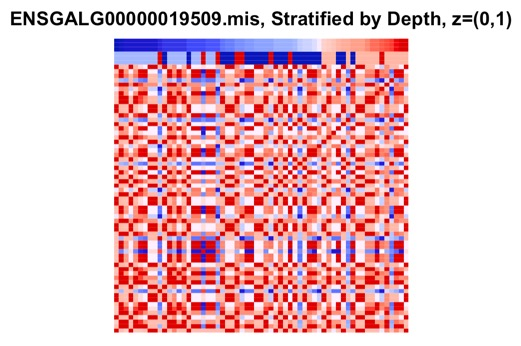 ENSGALG00000019509.mis, Stratified by Depth, z=(0,1)